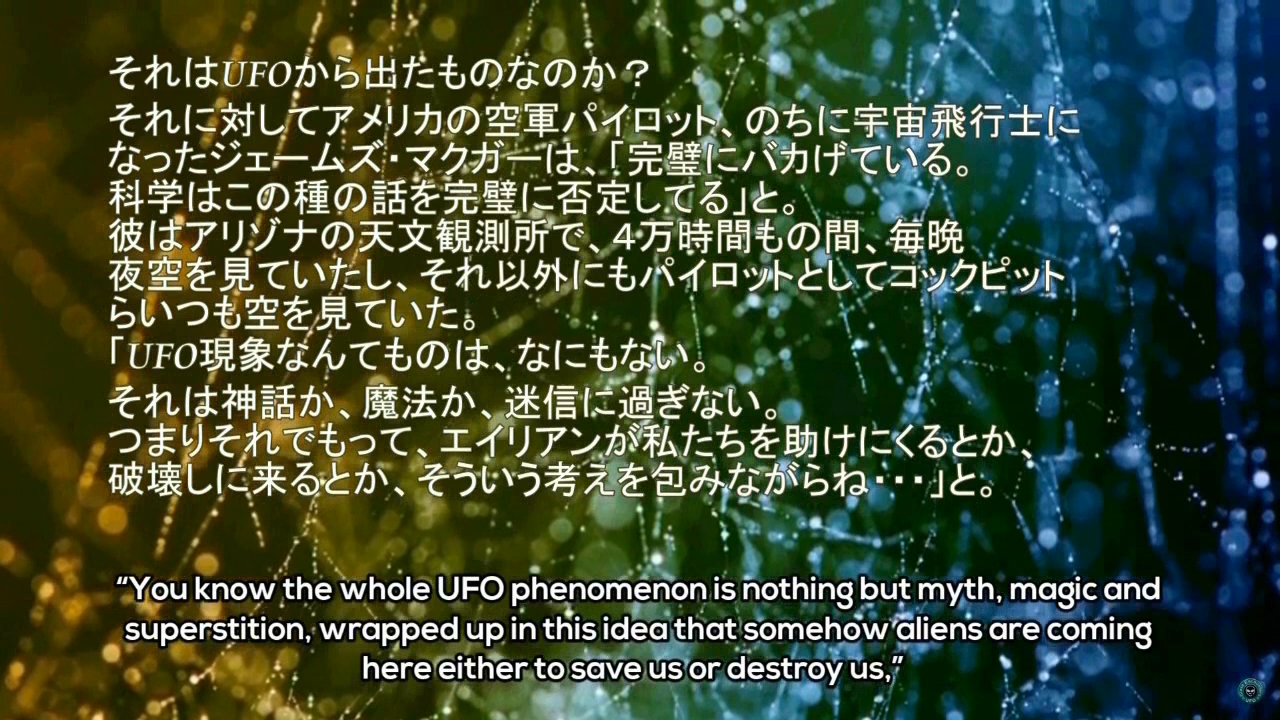 それはUFOから出たものなのか？
それに対してアメリカの空軍パイロット、のちに宇宙飛行士に
なったジェームズ・マクガーは、「完璧にバカげている。
科学はこの種の話を完璧に否定してる」と。
彼はアリゾナの天文観測所で、４万時間もの間、毎晩
夜空を見ていたし、それ以外にもパイロットとしてコックピット
らいつも空を見ていた。
「UFO現象なんてものは、なにもない。
それは神話か、魔法か、迷信に過ぎない。
つまりそれでもって、エイリアンが私たちを助けにくるとか、
破壊しに来るとか、そういう考えを包みながらね・・・」と。
“You know the whole UFO phenomenon is nothing but myth, magic and
superstition, wrapped up in this idea that somehow aliens are coming
here either to save us or destroy us,”